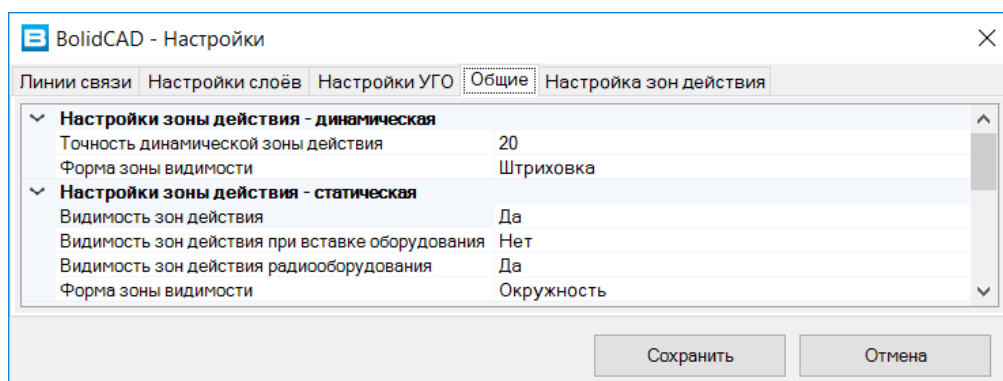 BolidCAD - Настройки
Линии связи Настройки слоёв Настройки УГО Общие Настройка зон действия
Настройки зоны действия - динамическая
Точность динамической зоны действия 20
Форма зоны видимости Штриховка
Настройки зоны действия - статическая
Видимость зон действия Да
Видимость зон действия при вставке оборудования Нет
Видимость зон действия радиооборудования Да
Форма зоны видимости Окружность
Сохранить Отмена